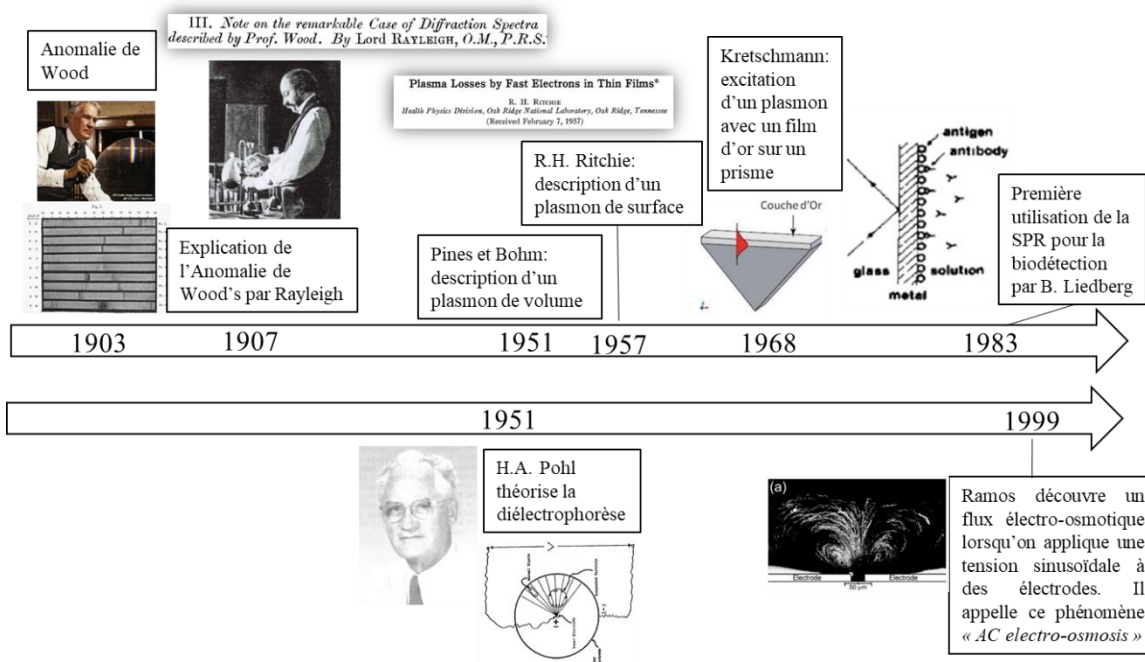 III. Note on the remarkable Case of Diffraction Spectra
described by Prof. Wood. By Lord RAYLEIGH, O.M., P.R.S.
Anomalie de
Wood
Explication de
l'Anomalie de
Wood's par Rayleigh
Plasma Losses by Fast Electrons in Thin Films*
R. H. RITCHIE
Health Physics Division, Oak Ridge National Laboratory, Oak Ridge, Tennessee
(Received February 7, 1957)
Pines et Bohm:
description d'un
plasmon de volume
R.H. Ritchie:
description d'un
plasmon de surface
Kretschmann:
excitation
d'un plasmon
avec un film
d'or sur un
prisme
Couche d'Or
antigen
antibody
glass
solution
metal
Première
utilisation de la
SPR pour la
biodétection
par B. Liedberg
1903
1907
1951
1957
1968
1983
1951
1999
H.A. Pohl
théorise la
diélectrophorèse
(a)
Electrode
Electrode
50 μm
Ramos découvre un
flux électro-osmotique
lorsqu'on applique une
tension sinusoïdale à
des électrodes. Il
appelle ce phénomène
« AC electro-osmosis »